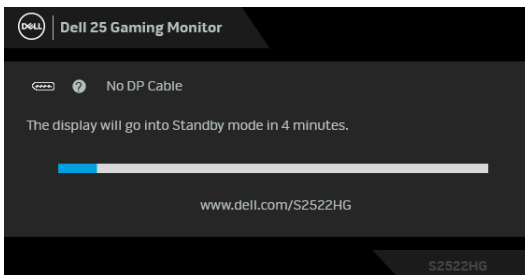 DELL
Dell 25 Gaming Monitor
? No DP Cable
The display will go into Standby mode in 4 minutes.
www.dell.com/S2522HG
S2522HG